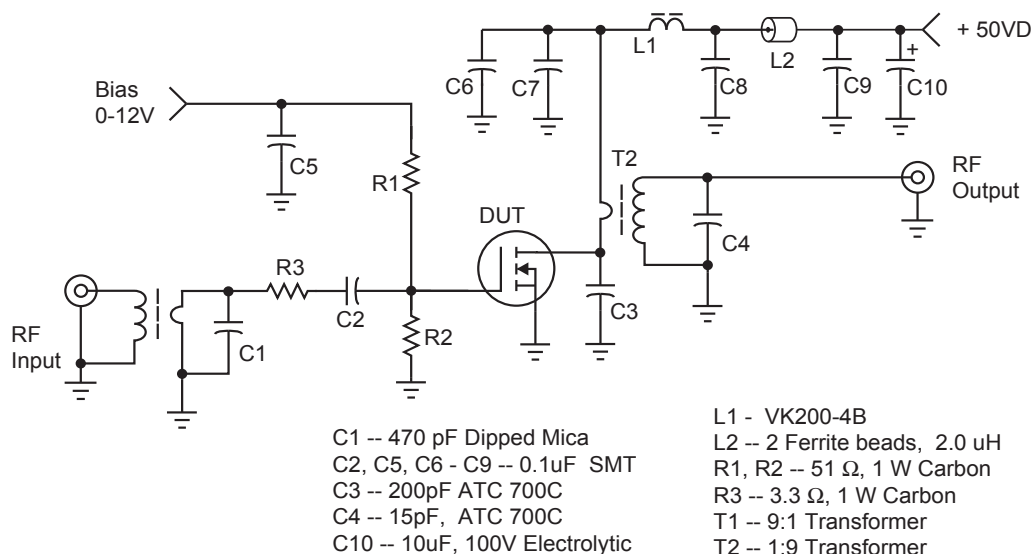 L1
+ 50VD
+
L2
C6
C7
C8
C9
C10
Bias
0-12V
C5
R1
T2
RF
Output
DUT
C4
R3
C2
C3
RF
Input
C1
R2
C1 -- 470 pF Dipped Mica
C2, C5, C6 - C9 -- 0.1uF SMT
C3 -- 200pF ATC 700C
C4 -- 15pF, ATC 700C
C10 -- 10uF, 100V Electrolytic
L1 - VK200-4B
L2 -- 2 Ferrite beads, 2.0 uH
R1, R2 -- 51 Ω, 1 W Carbon
R3 -- 3.3 Ω, 1 W Carbon
T1 -- 9:1 Transformer
T2 -- 1:9 Transformer